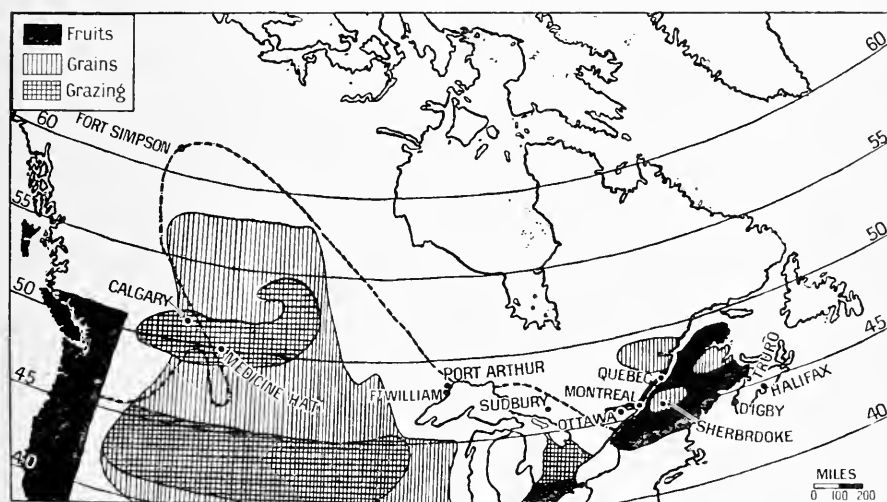 Fruits
Grains
Grazing
60
FORT SIMPSON
60
55
55
50
50
CALGARY
MEDICINE HAT
45
45
PORT ARTHUR
FT WILLIAM
SUDBURY
QUEBEC
MONTREAL
OTTAWA
TRURO
HALIFAX
DIGBY
SHERBROOKE
40
40
MILES
0 100 200